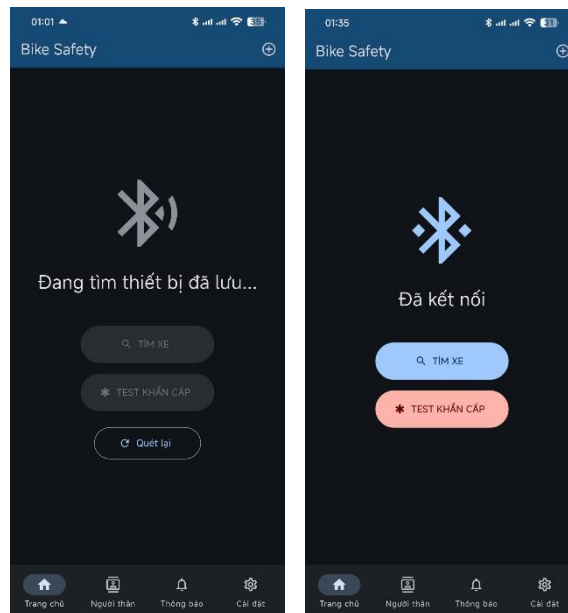 01:01
35
Bike Safety
Đang tìm thiết bị đã lưu...
TÌM XE
TEST KHẨN CẤP
Quét lại
Trang chủ
Người thân
Thông báo
Cài đặt
01:35
31
Bike Safety
Đã kết nối
TÌM XE
TEST KHẨN CẤP
Trang chủ
Người thân
Thông báo
Cài đặt